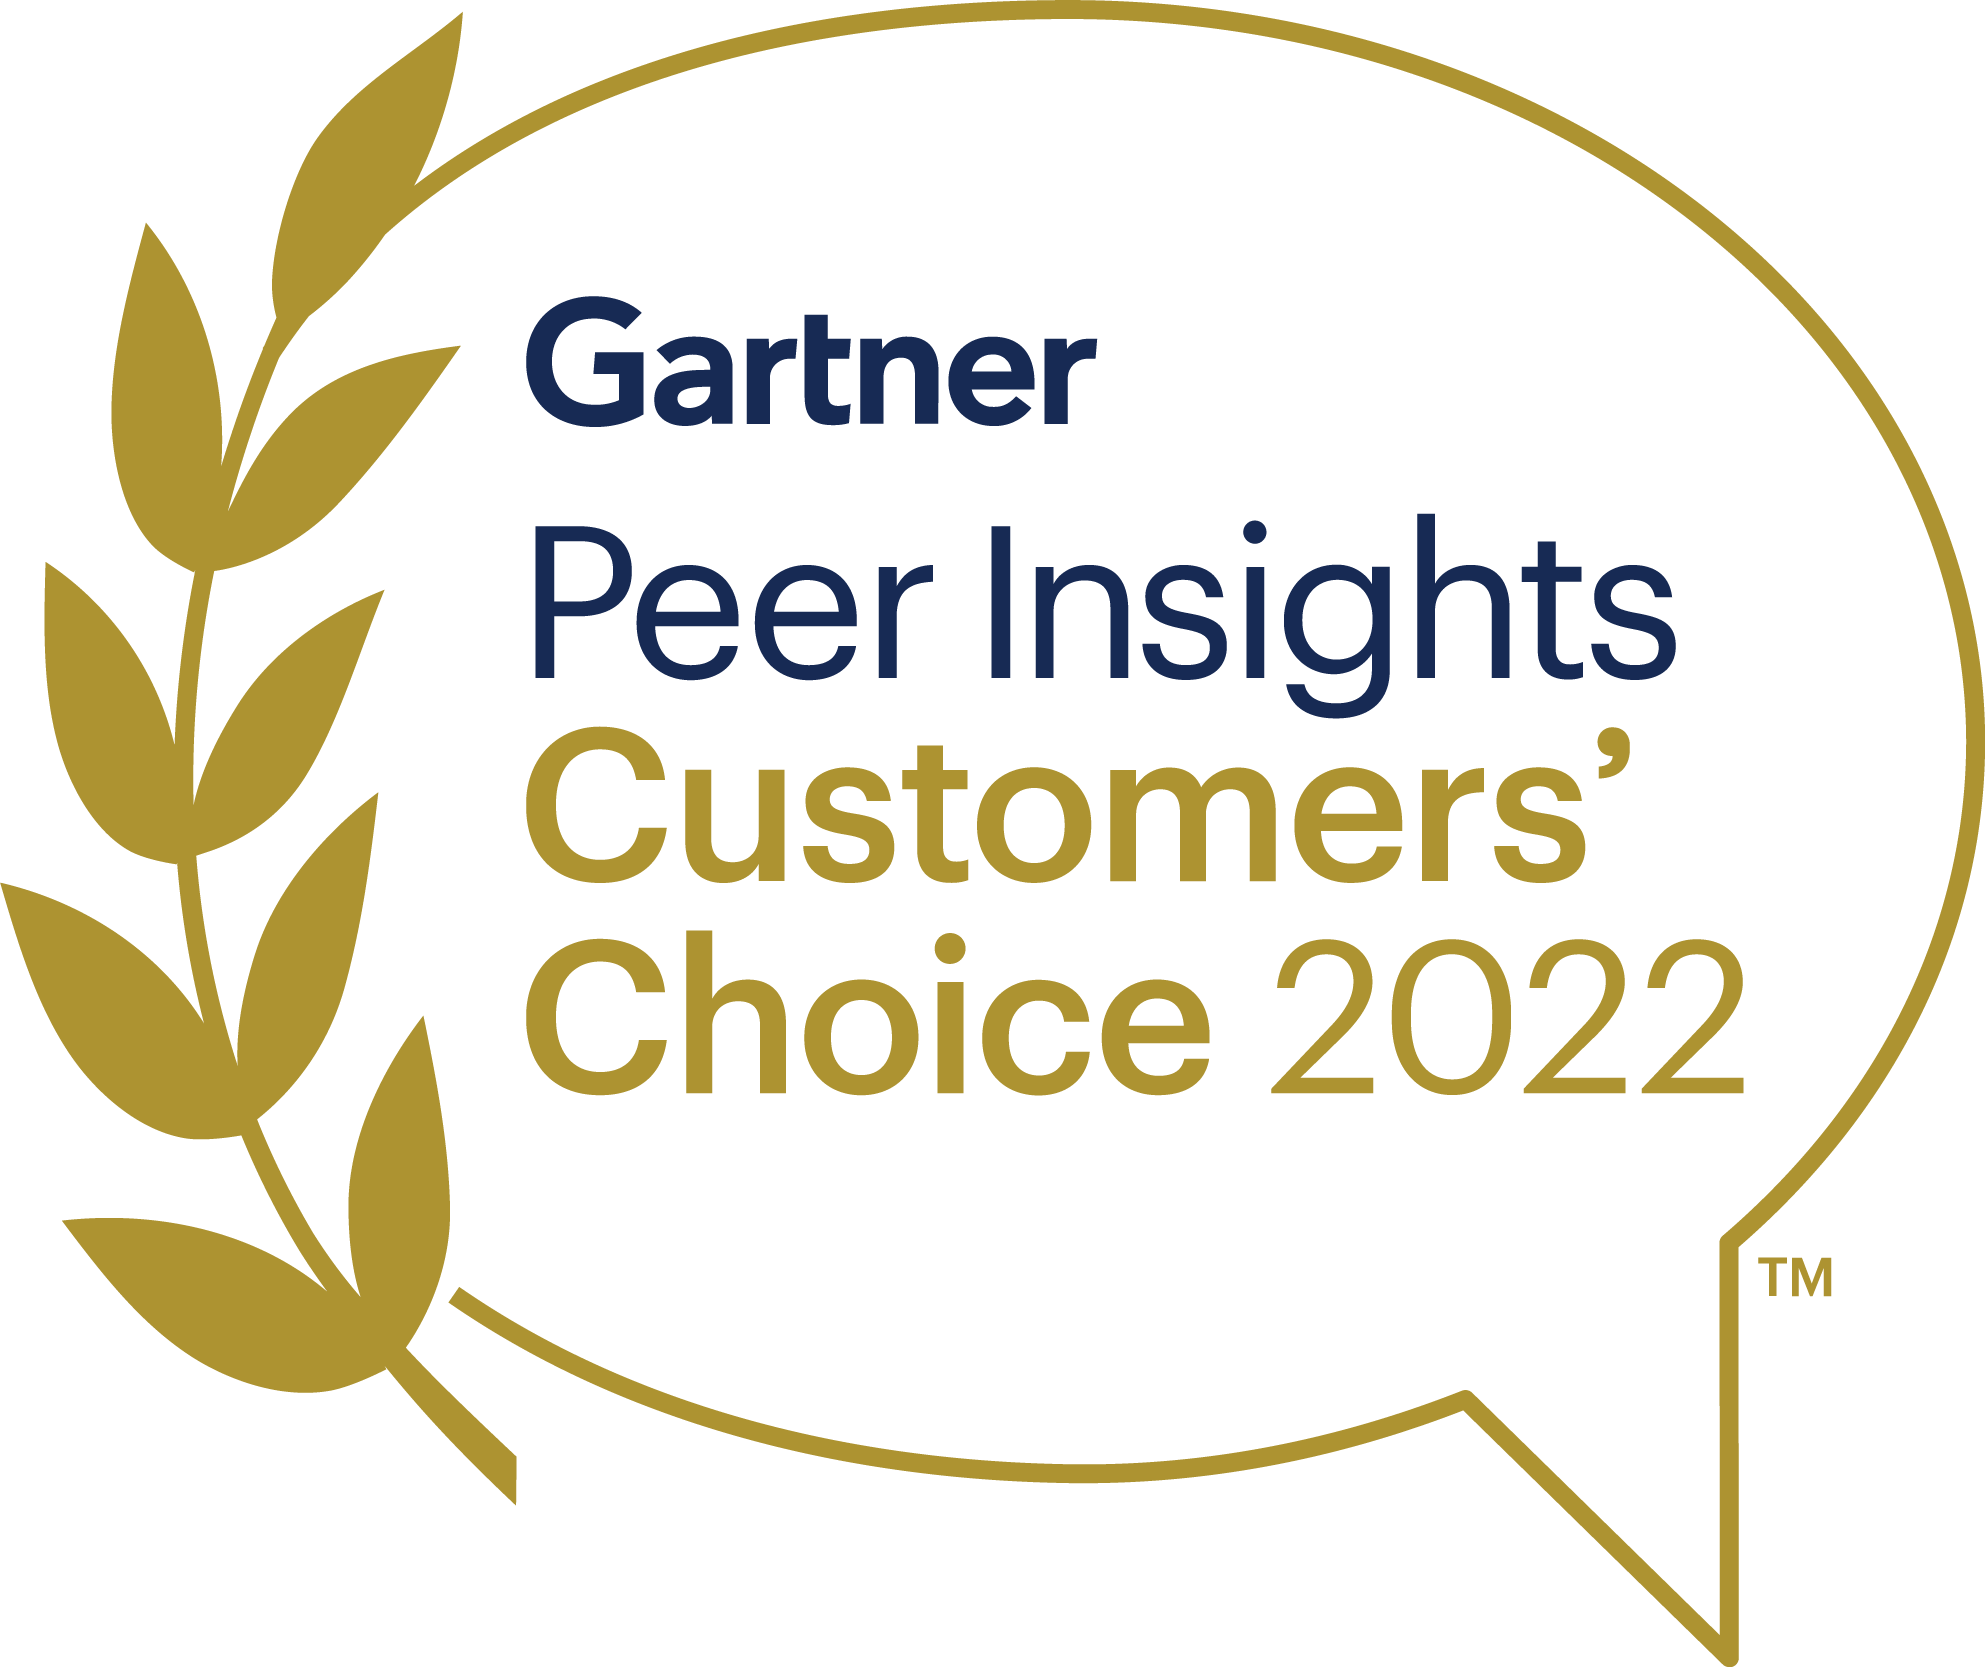 Gartner
Peer Insights
Customers’
Choice 2022
TM